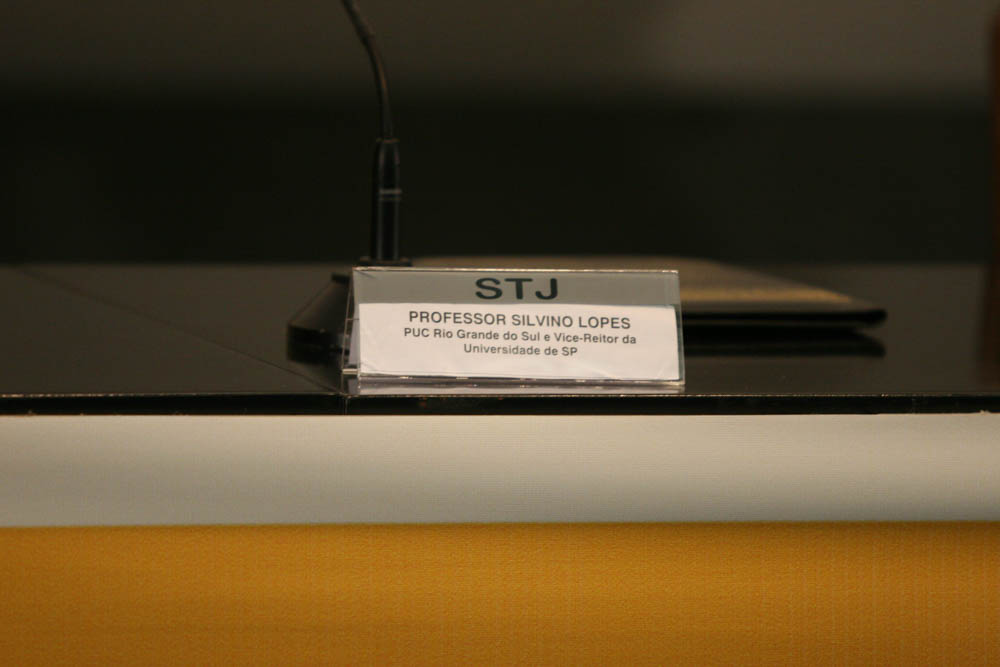 STJ
PROFESSOR SILVINO LOPES
PUC Rio Grande do Sul e Vice-Reitor da
Universidade de SP